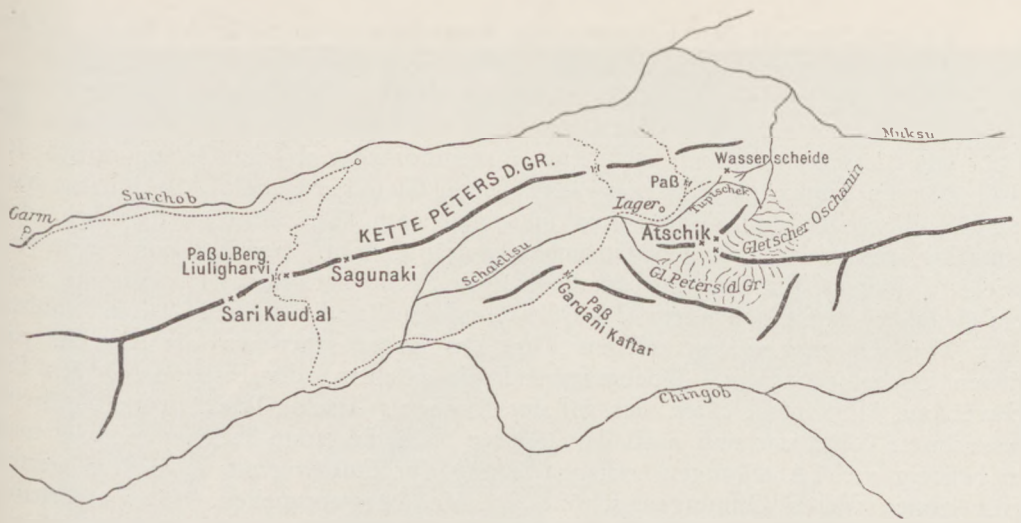 Muksu
Surchob
Garm
KETTE PETERS D. GR.
Wasserscheide
Paß
Tupischek
Lager
Atschik
Gletscher Oschanin
Gl. Peters d. Gr.
Schaklisu
Paß u. Berg
Liuligharvi
Sagunaki
Sari Kaudal
Paß
Gardani Kaftar
Chingob